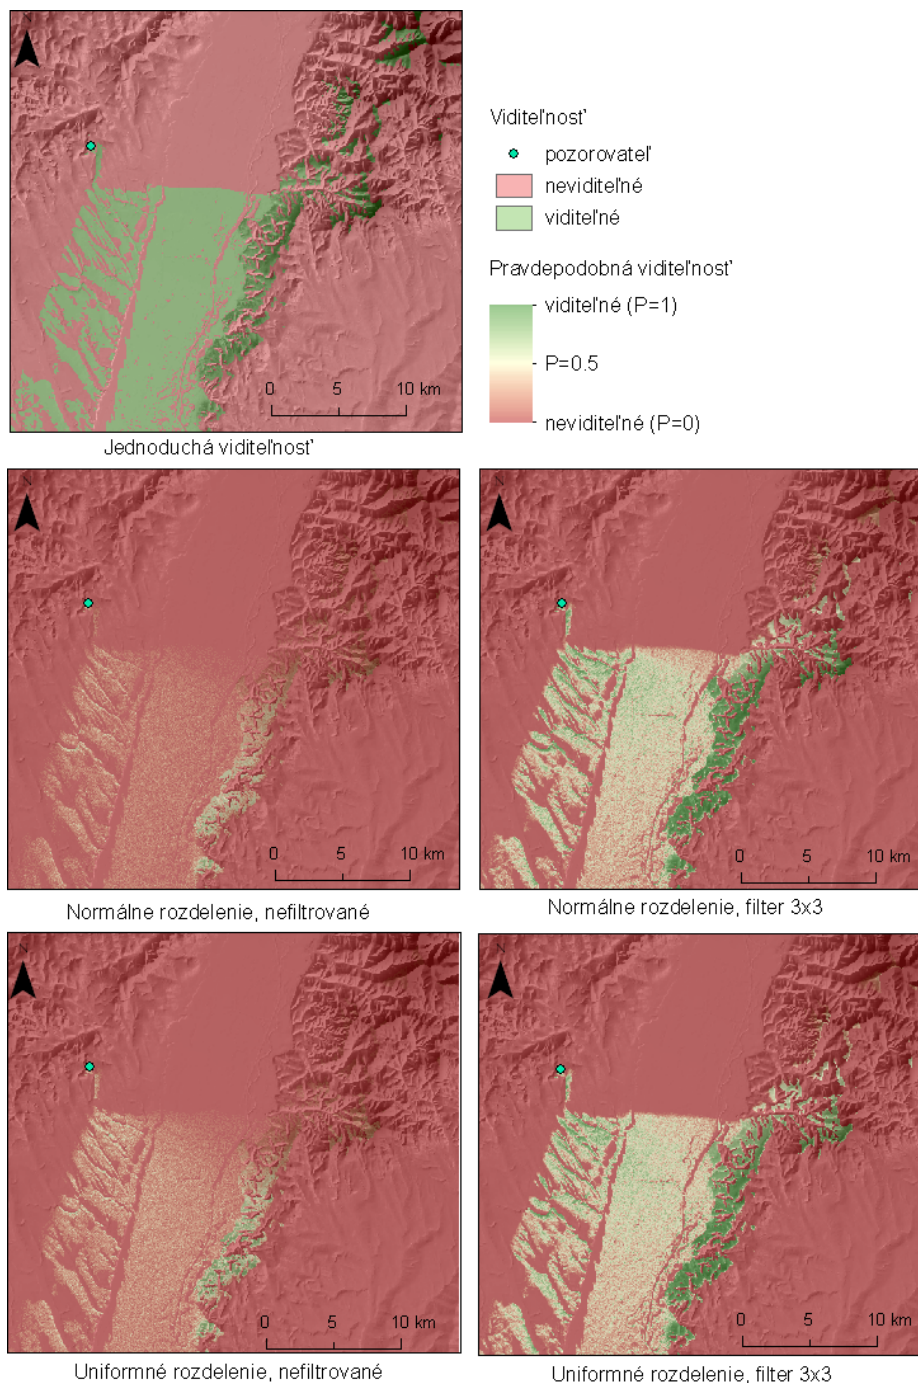 N
Viditeľnosť
pozorovateľ
neviditeľné
viditeľné
Pravdepodobná viditeľnosť
viditeľné (P=1)
P=0.5
neviditeľné (P=0)
0 5 10 km
Jednoduchá viditeľnosť
N
0 5 10 km
Normálne rozdelenie, nefiltrované
N
0 5 10 km
Normálne rozdelenie, filter 3x3
N
0 5 10 km
Uniformné rozdelenie, nefiltrované
N
0 5 10 km
Uniformné rozdelenie, filter 3x3